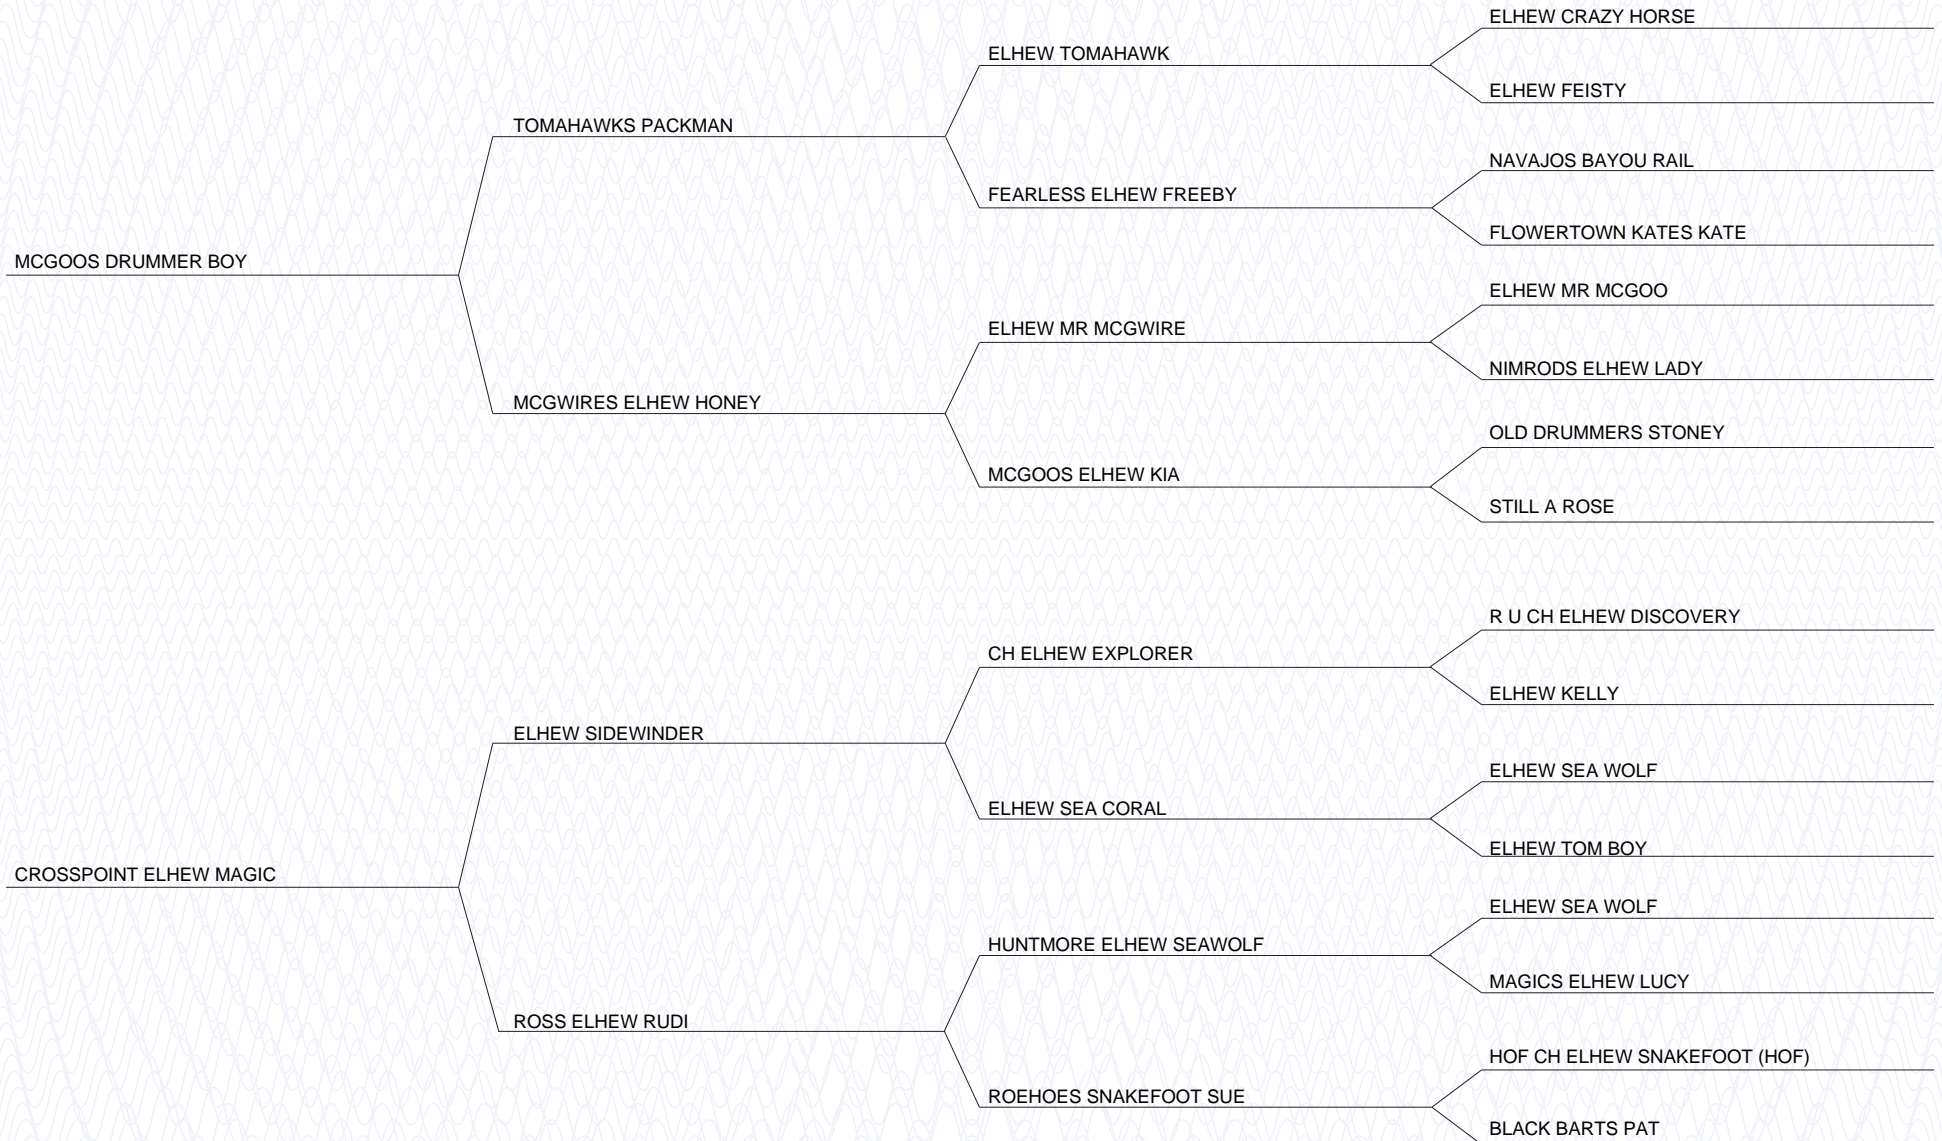 ELHEW CRAZY HORSE
ELHEW TOMAHAWK
ELHEW FEISTY
TOMAHAWKS PACKMAN
NAVAJOS BAYOU RAIL
FEARLESS ELHEW FREEBY
FLOWERTOWN KATES KATE
MCGOOS DRUMMER BOY
ELHEW MR MCGOO
ELHEW MR MCGWIRE
NIMRODS ELHEW LADY
MCGWIRES ELHEW HONEY
OLD DRUMMERS STONEY
MCGOOS ELHEW KIA
STILL A ROSE
R U CH ELHEW DISCOVERY
CH ELHEW EXPLORER
ELHEW KELLY
ELHEW SIDEWINDER
ELHEW SEA WOLF
ELHEW SEA CORAL
ELHEW TOM BOY
CROSSPOINT ELHEW MAGIC
ELHEW SEA WOLF
HUNTMORE ELHEW SEAWOLF
MAGICS ELHEW LUCY
ROSS ELHEW RUDI
HOF CH ELHEW SNAKEFOOT (HOF)
ROEHOES SNAKEFOOT SUE
BLACK BARTS PAT